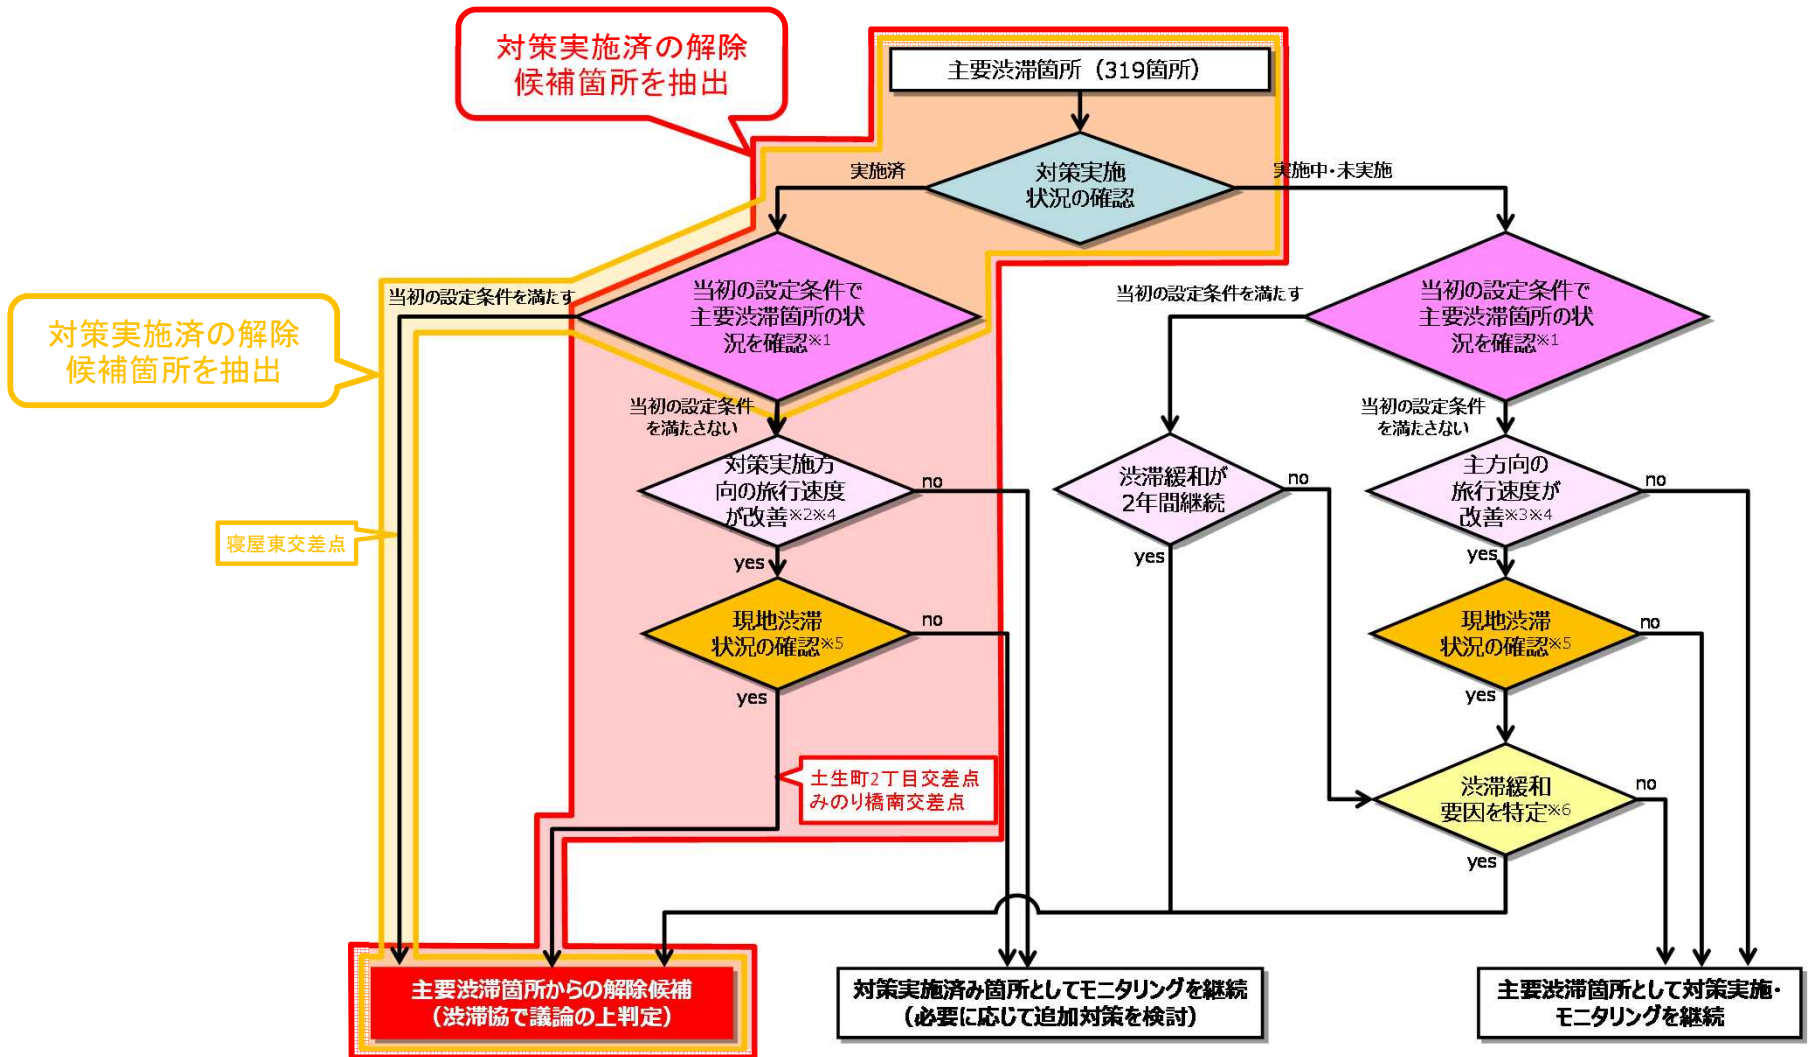 対策実施済の解除
候補箇所を抽出
主要渋滞箇所（319箇所）
対策実施
状況の確認
実施済
実施中・未実施
対策実施済の解除
候補箇所を抽出
当初の設定条件を満たす
当初の設定条件で
主要渋滞箇所の状
況を確認※1
当初の設定条件を満たす
当初の設定条件で
主要渋滞箇所の状
況を確認※1
当初の設定条件
を満たさない
当初の設定条件
を満たさない
対策実施方
向の旅行速度
が改善※2※4
no
渋滞緩和が
2年間継続
no
主方向の
旅行速度が
改善※3※4
no
寝屋東交差点
yes
yes
yes
現地渋滞
状況の確認※5
no
現地渋滞
状況の確認※5
no
yes
yes
土生町2丁目交差点
みのり橋南交差点
渋滞緩和
要因を特定※6
no
yes
主要渋滞箇所からの解除候補
（渋滞協で議論の上判定）
対策実施済み箇所としてモニタリングを継続
（必要に応じて追加対策を検討）
主要渋滞箇所として対策実施・
モニタリングを継続